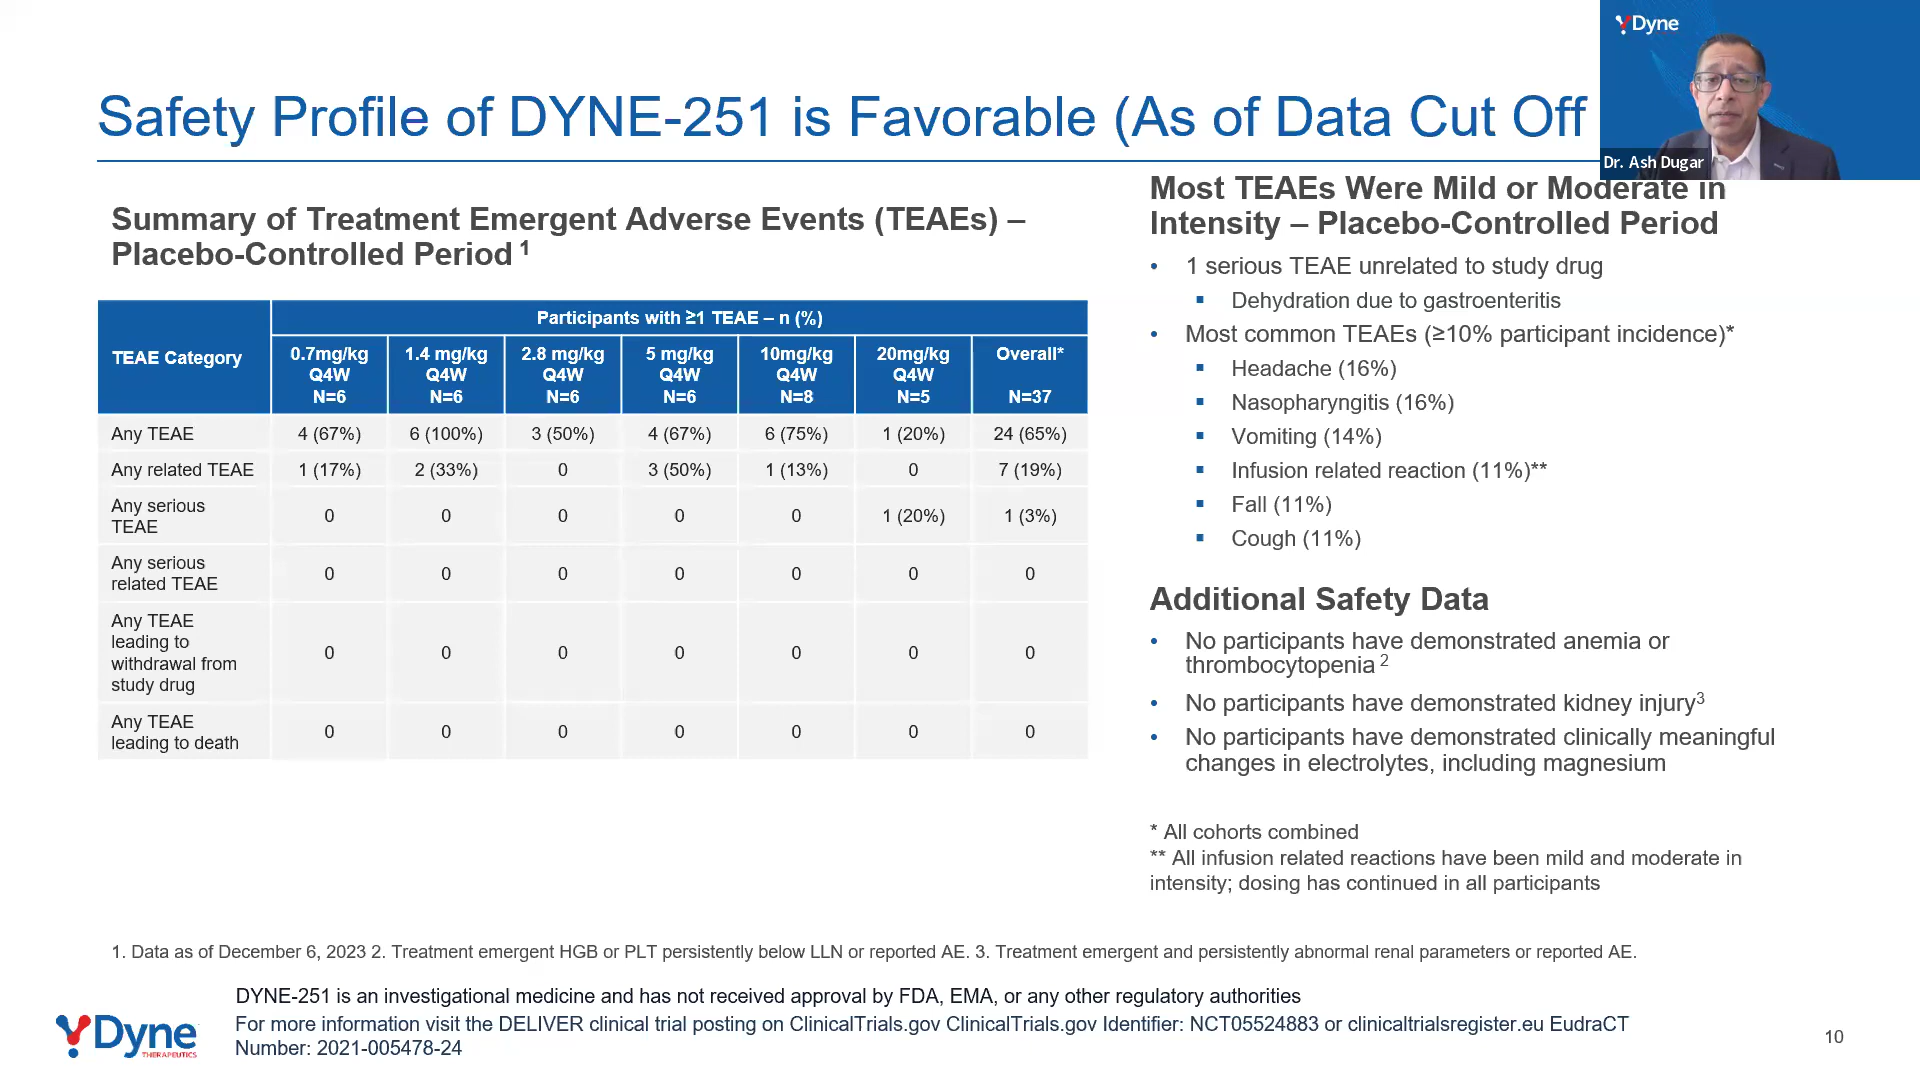 Dyne
Dr. Ash Dugar
Safety Profile of DYNE-251 is Favorable (As of Data Cut Off
Summary of Treatment Emergent Adverse Events (TEAEs) –
Placebo-Controlled Period 1
TEAE Category
Participants with ≥1 TEAE – n (%)
0.7mg/kg Q4W N=6
1.4 mg/kg Q4W N=6
2.8 mg/kg Q4W N=6
5 mg/kg Q4W N=6
10mg/kg Q4W N=8
20mg/kg Q4W N=5
Overall* N=37
Any TEAE 4 (67%) 6 (100%) 3 (50%) 4 (67%) 6 (75%) 1 (20%) 24 (65%)
Any related TEAE 1 (17%) 2 (33%) 0 3 (50%) 1 (13%) 0 7 (19%)
Any serious
TEAE 0 0 0 0 0 1 (20%) 1 (3%)
Any serious
related TEAE 0 0 0 0 0 0 0
Any TEAE
leading to
withdrawal from
study drug 0 0 0 0 0 0 0
Any TEAE
leading to death 0 0 0 0 0 0 0
Most TEAEs Were Mild or Moderate in
Intensity – Placebo-Controlled Period
• 1 serious TEAE unrelated to study drug
▪ Dehydration due to gastroenteritis
• Most common TEAEs (≥10% participant incidence)*
▪ Headache (16%)
▪ Nasopharyngitis (16%)
▪ Vomiting (14%)
▪ Infusion related reaction (11%)**
▪ Fall (11%)
▪ Cough (11%)
Additional Safety Data
• No participants have demonstrated anemia or
thrombocytopenia 2
• No participants have demonstrated kidney injury3
• No participants have demonstrated clinically meaningful
changes in electrolytes, including magnesium
* All cohorts combined
** All infusion related reactions have been mild and moderate in
intensity; dosing has continued in all participants
1. Data as of December 6, 2023 2. Treatment emergent HGB or PLT persistently below LLN or reported AE. 3. Treatment emergent and persistently abnormal renal parameters or reported AE.
DYNE-251 is an investigational medicine and has not received approval by FDA, EMA, or any other regulatory authorities
For more information visit the DELIVER clinical trial posting on ClinicalTrials.gov ClinicalTrials.gov Identifier: NCT05524883 or clinicaltrialsregister.eu EudraCT
Number: 2021-005478-24
Dyne
THERAPEUTICS
10